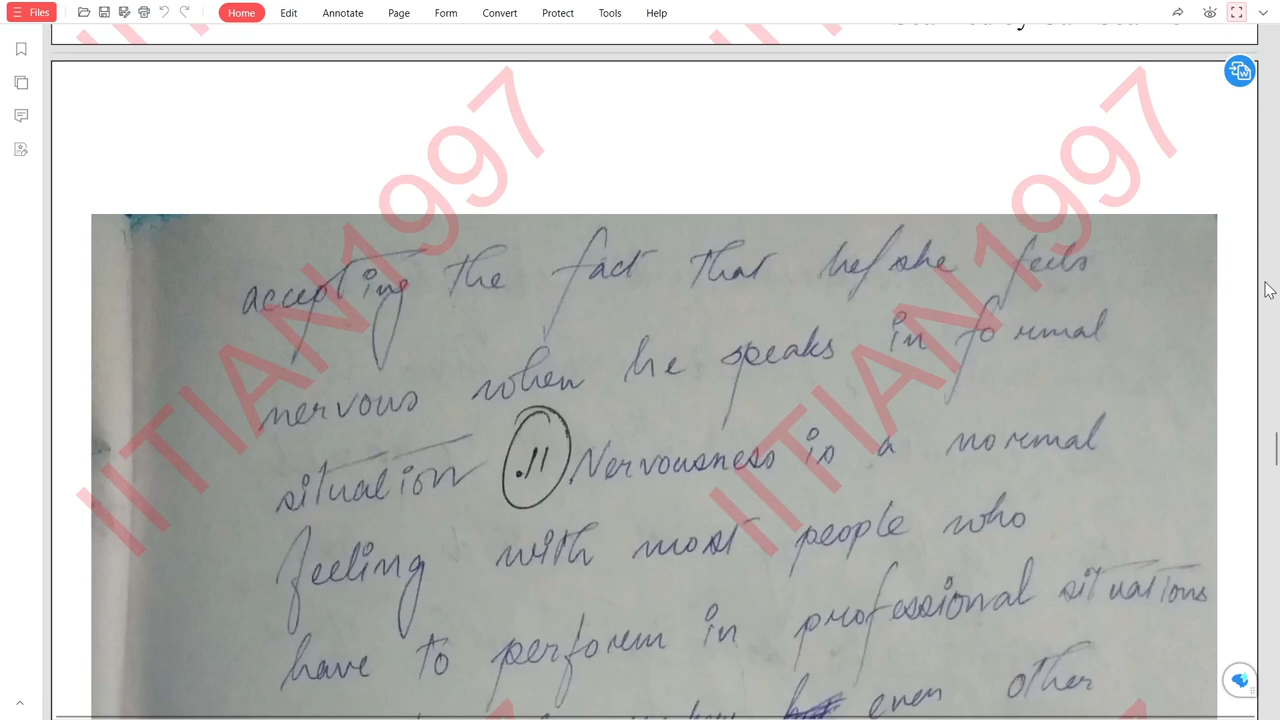 Files
Home Edit Annotate Page Form Convert Protect Tools Help
IITIAN1997 IITIAN1997
accepting the fact that he/she feels
nervous when he speaks in formal
situation .11 Nervousness is a normal
feeling with most people who
have to perform in professional situations
even other